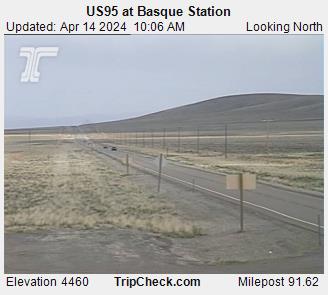 US95 at Basque Station
Updated: Apr 14 2024 10:06 AM Looking North
Elevation 4460 TripCheck.com Milepost 91.62